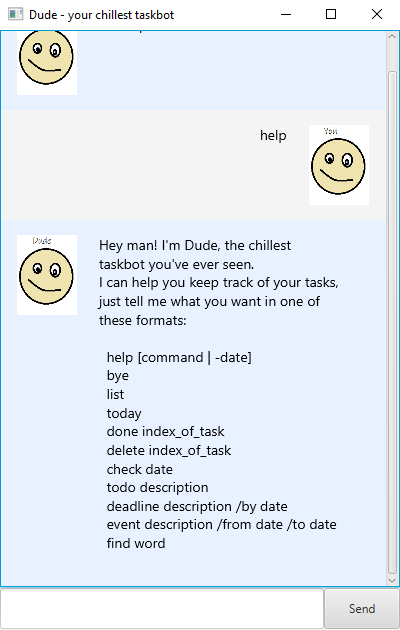 Dude - your chillest taskbot
help
You
Dude
Hey man! I'm Dude, the chillest
taskbot you've ever seen.
I can help you keep track of your tasks,
just tell me what you want in one of
these formats:
help [command | -date]
bye
list
today
done index_of_task
delete index_of_task
check date
todo description
deadline description /by date
event description /from date /to date
find word
Send